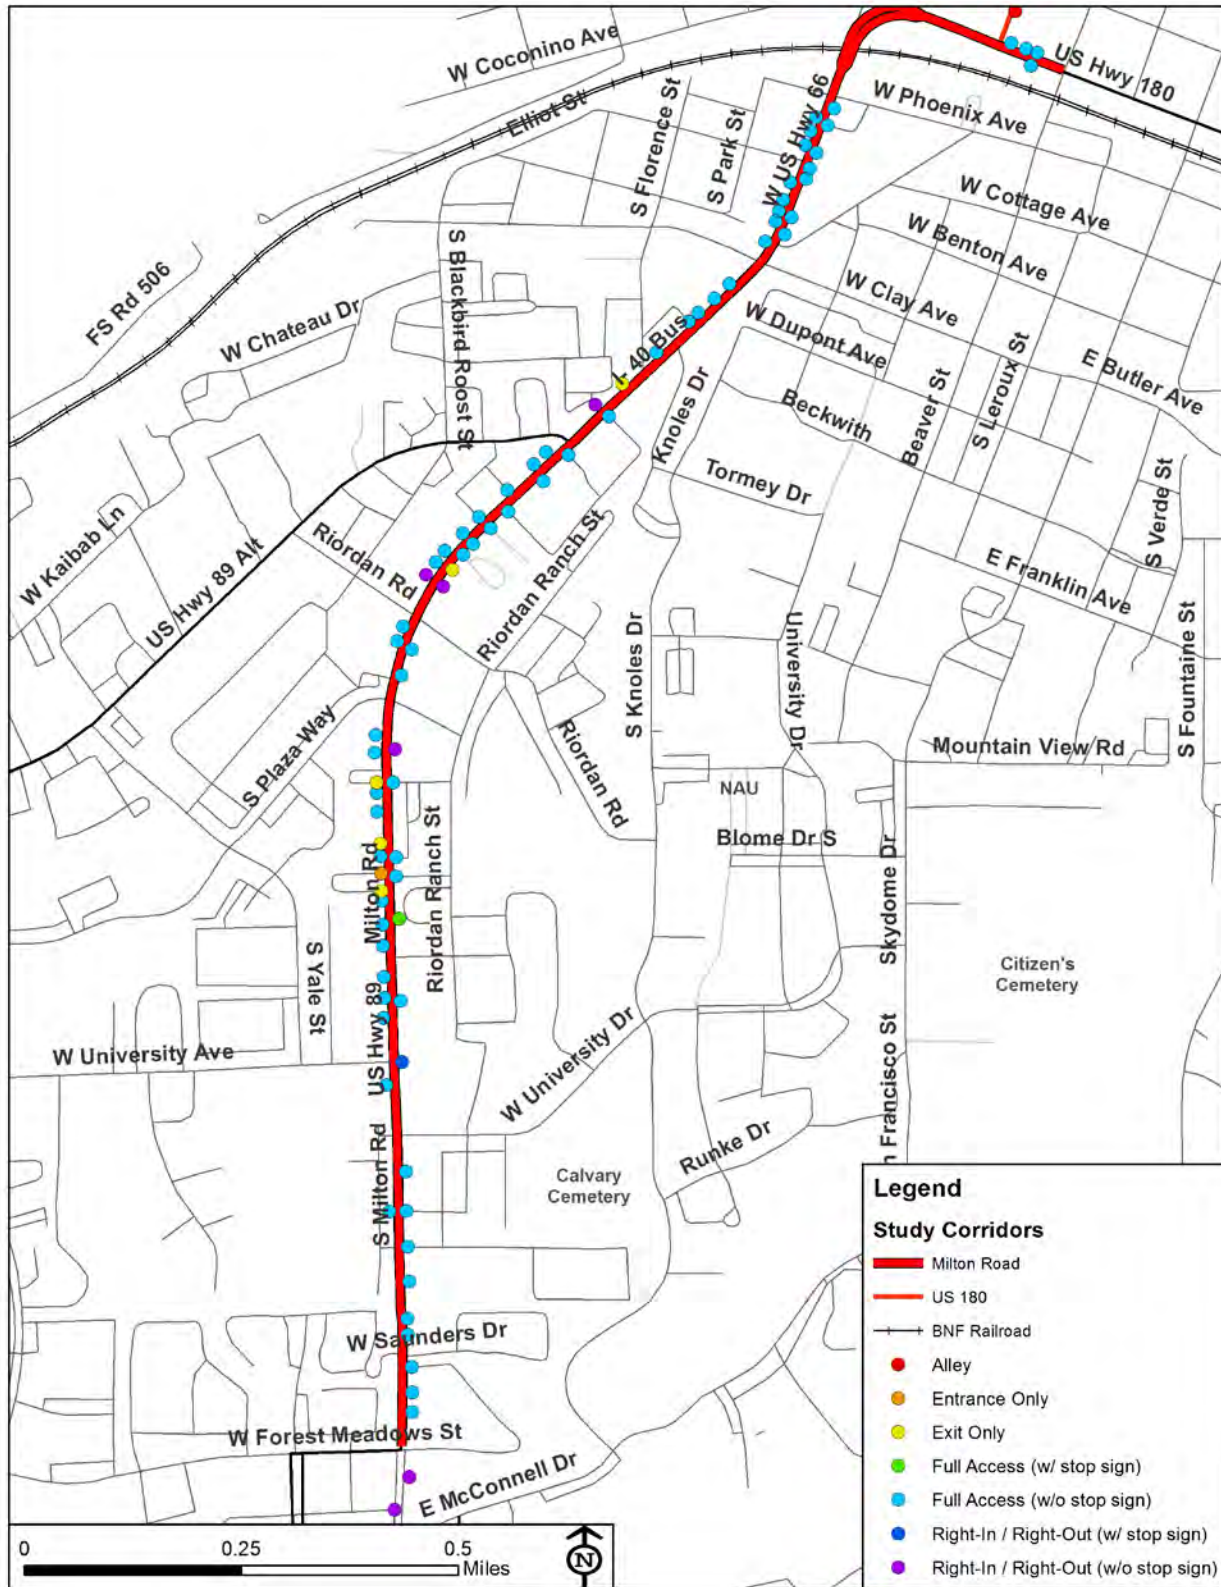 W Coconino Ave
US Hwy 180
Elliot St
W Phoenix Ave
S Florence St
S Park St
W US Hwy 66
W Cottage Ave
W Benton Ave
FS Rd 506
S Blackbird Roost St
W Chateau Dr
W Clay Ave
W Dupont Ave
I- 40 Bus
E Butler Ave
S Leroux St
Knoles Dr
Beckwith
Beaver St
Tormey Dr
S Verde St
W Kaibab Ln
US Hwy 89 Alt
Riordan Rd
Riordan Ranch St
E Franklin Ave
S Knoles Dr
University Dr
S Fountaine St
S Plaza Way
Riordan Rd
Mountain View Rd
NAU
Blome Dr S
Riordan Ranch St
Milton Rd
Skydome Dr
S Yale St
Citizen's
Cemetery
US Hwy 89
W University Ave
W University Dr
n Francisco St
Runke Dr
S Milton Rd
Calvary
Cemetery
W Saunders Dr
W Forest Meadows St
E McConnell Dr
Legend
Study Corridors
Milton Road
US 180
BNF Railroad
Alley
Entrance Only
Exit Only
Full Access (w/ stop sign)
Full Access (w/o stop sign)
Right-In / Right-Out (w/ stop sign)
Right-In / Right-Out (w/o stop sign)
0 0.25 0.5
Miles
N